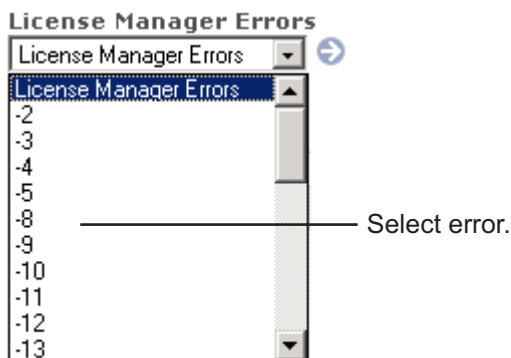 License Manager Errors
License Manager Errors
License Manager Errors
-2
-3
-4
-5
-8
Select error.
-9
-10
-11
-12
-13